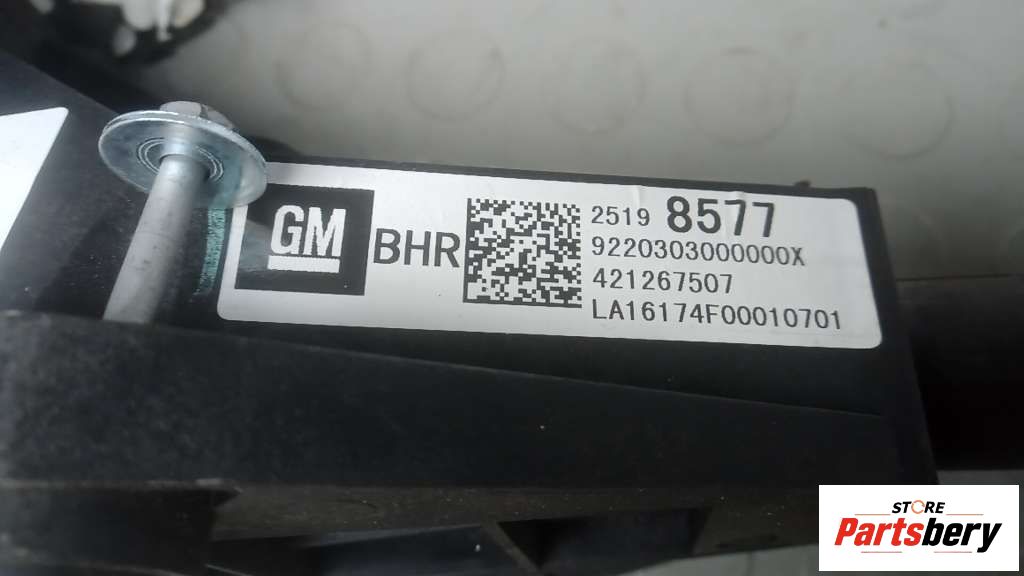 GM
BHR
2519 8577
9220303000000X
421267507
LA16174F00010701
STORE
Partsbery